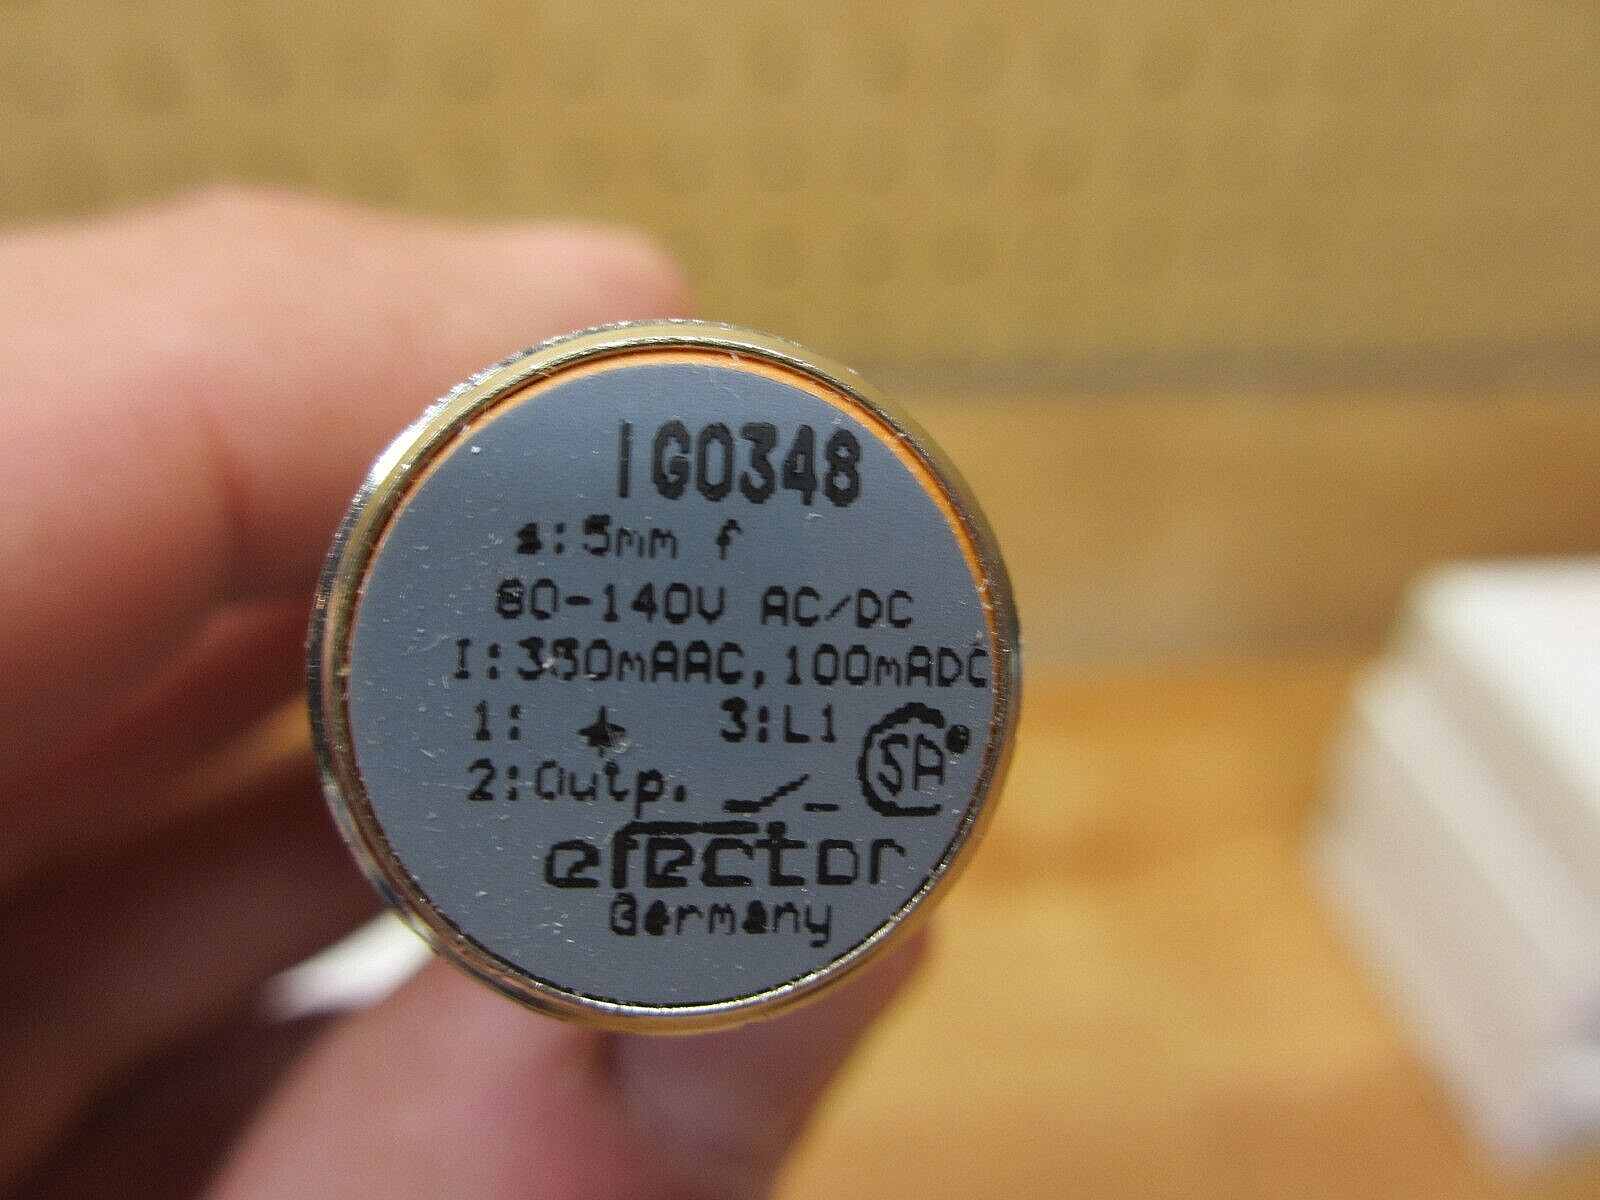 IG0348
s:5mm f
80-140V AC/DC
I:350mAAC, 100mADC
1: 3:L1
2:Outp.
SA
efector
Germany